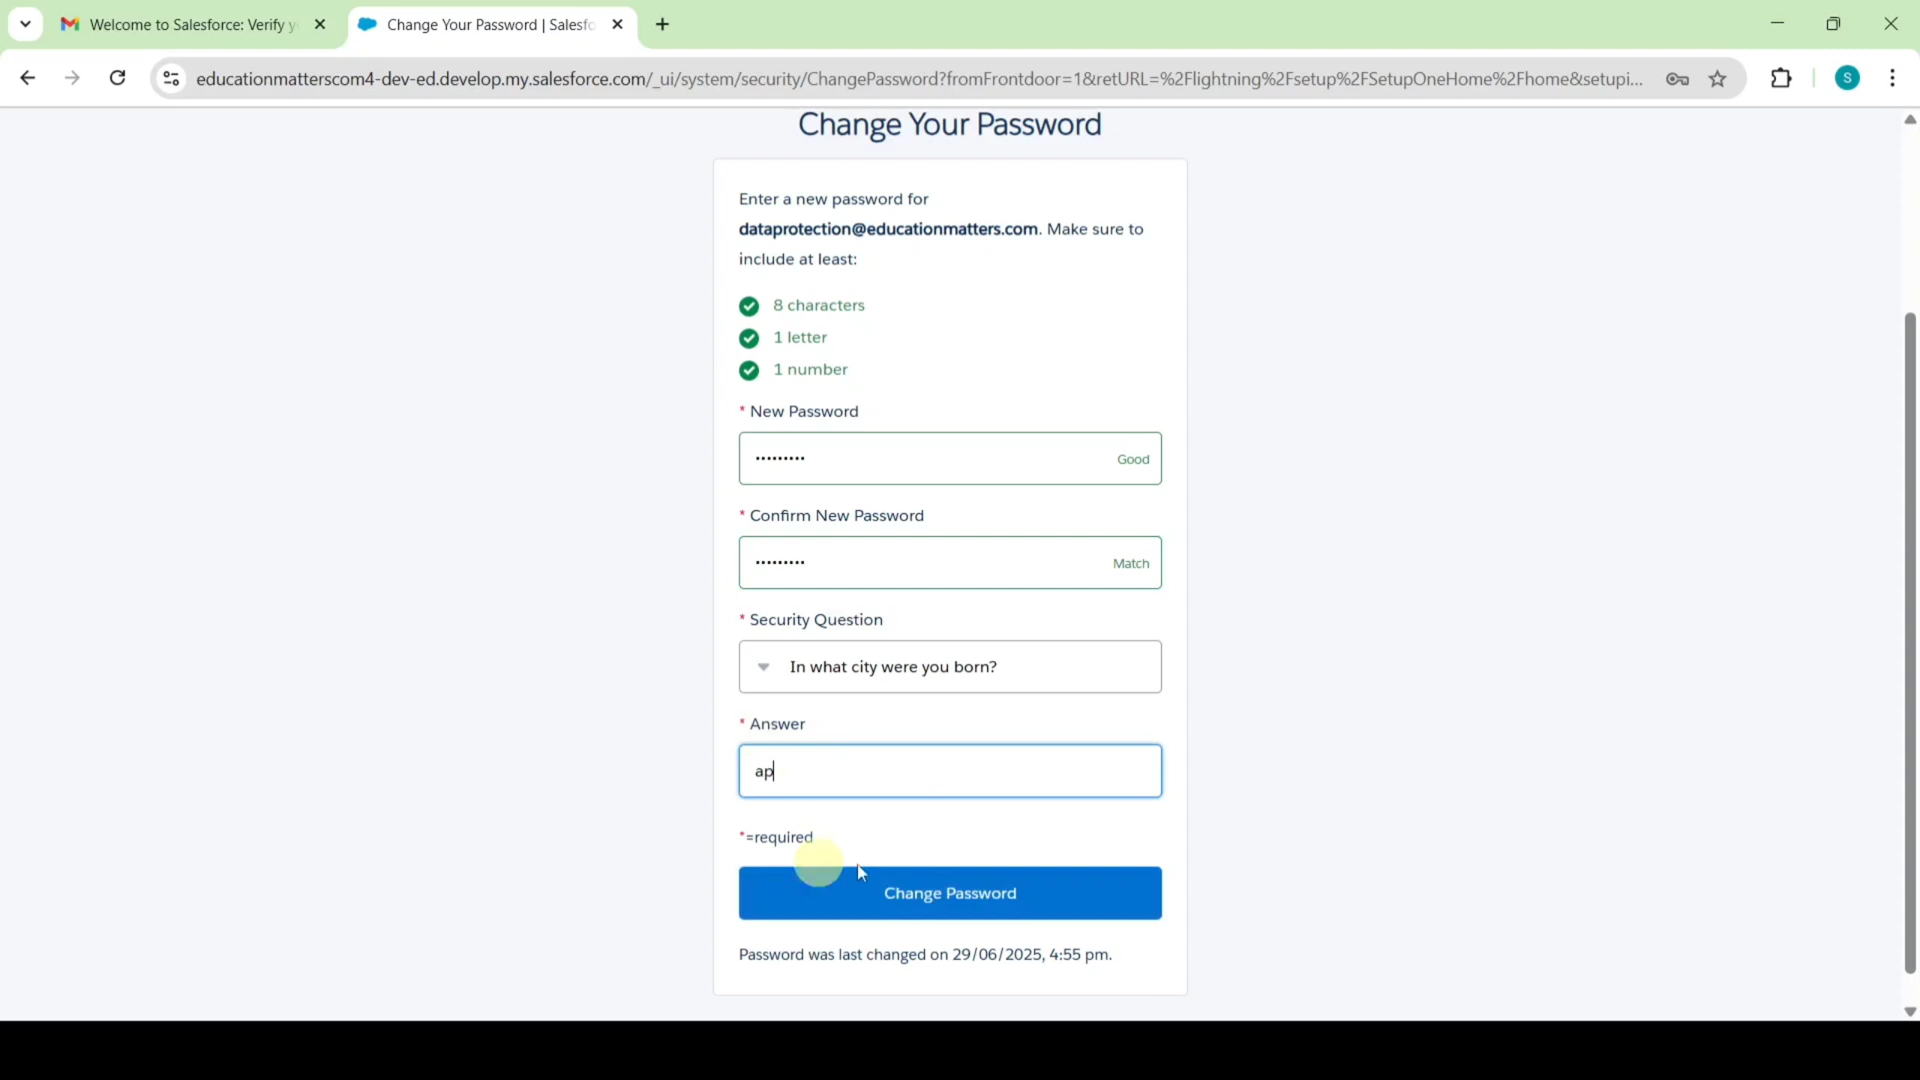 Welcome to Salesforce: Verify y
Change Your Password | Salesfo
educationmatterscom4-dev-ed.develop.my.salesforce.com/_ui/system/security/ChangePassword?fromFrontdoor=1&retURL=%2Flightning%2Fsetup%2FSetupOneHome%2Fhome&setupi...
S
Change Your Password
Enter a new password for
dataprotection@educationmatters.com. Make sure to
include at least:
8 characters
1 letter
1 number
* New Password
•••••••••
Good
* Confirm New Password
•••••••••
Match
* Security Question
In what city were you born?
* Answer
ap
*=required
Change Password
Password was last changed on 29/06/2025, 4:55 pm.